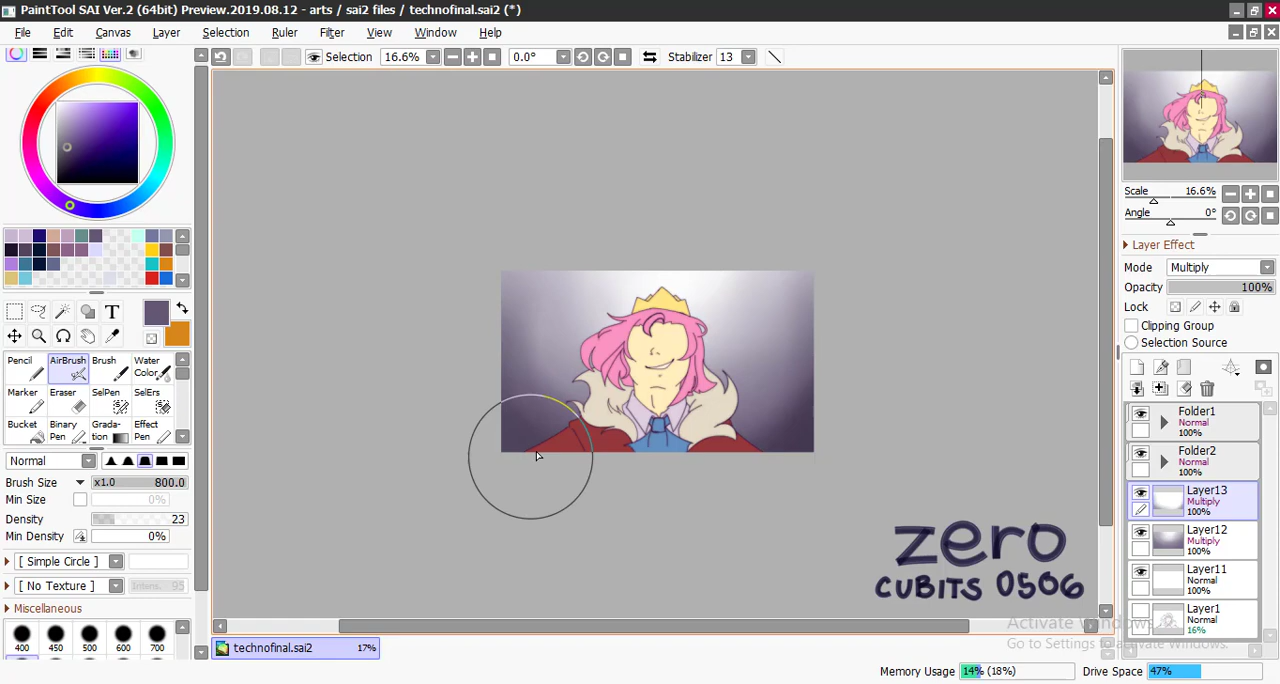 PaintTool SAI Ver.2 (64bit) Preview.2019.08.12 - arts / sai2 files / technofinal.sai2 (*)
File Edit Canvas Layer Selection Ruler Filter View Window Help
Selection 16.6% 0.0° Stabilizer 13
Scale 16.6%
Angle 0°
Layer Effect
Mode Multiply
Opacity 100%
Lock
Clipping Group
Selection Source
Pencil AirBrush Brush Water Color
Marker Eraser SelPen SelErs
Bucket Binary Pen Gradation Effect Pen
Normal
Brush Size x1.0 800.0
Min Size 0%
Density 23
Min Density 0%
[ Simple Circle ]
[ No Texture ] Intens. 95
Miscellaneous
400 450 500 600 700
Folder1
Normal
100%
Folder2
Normal
100%
Layer13
Multiply
100%
Layer12
Multiply
100%
Layer11
Normal
100%
Layer1
Normal
16%
zero
CUBITS 0506
Activate Windows
Go to Settings to activate Windows.
technofinal.sai2 17%
Memory Usage 14% (18%) Drive Space 47%